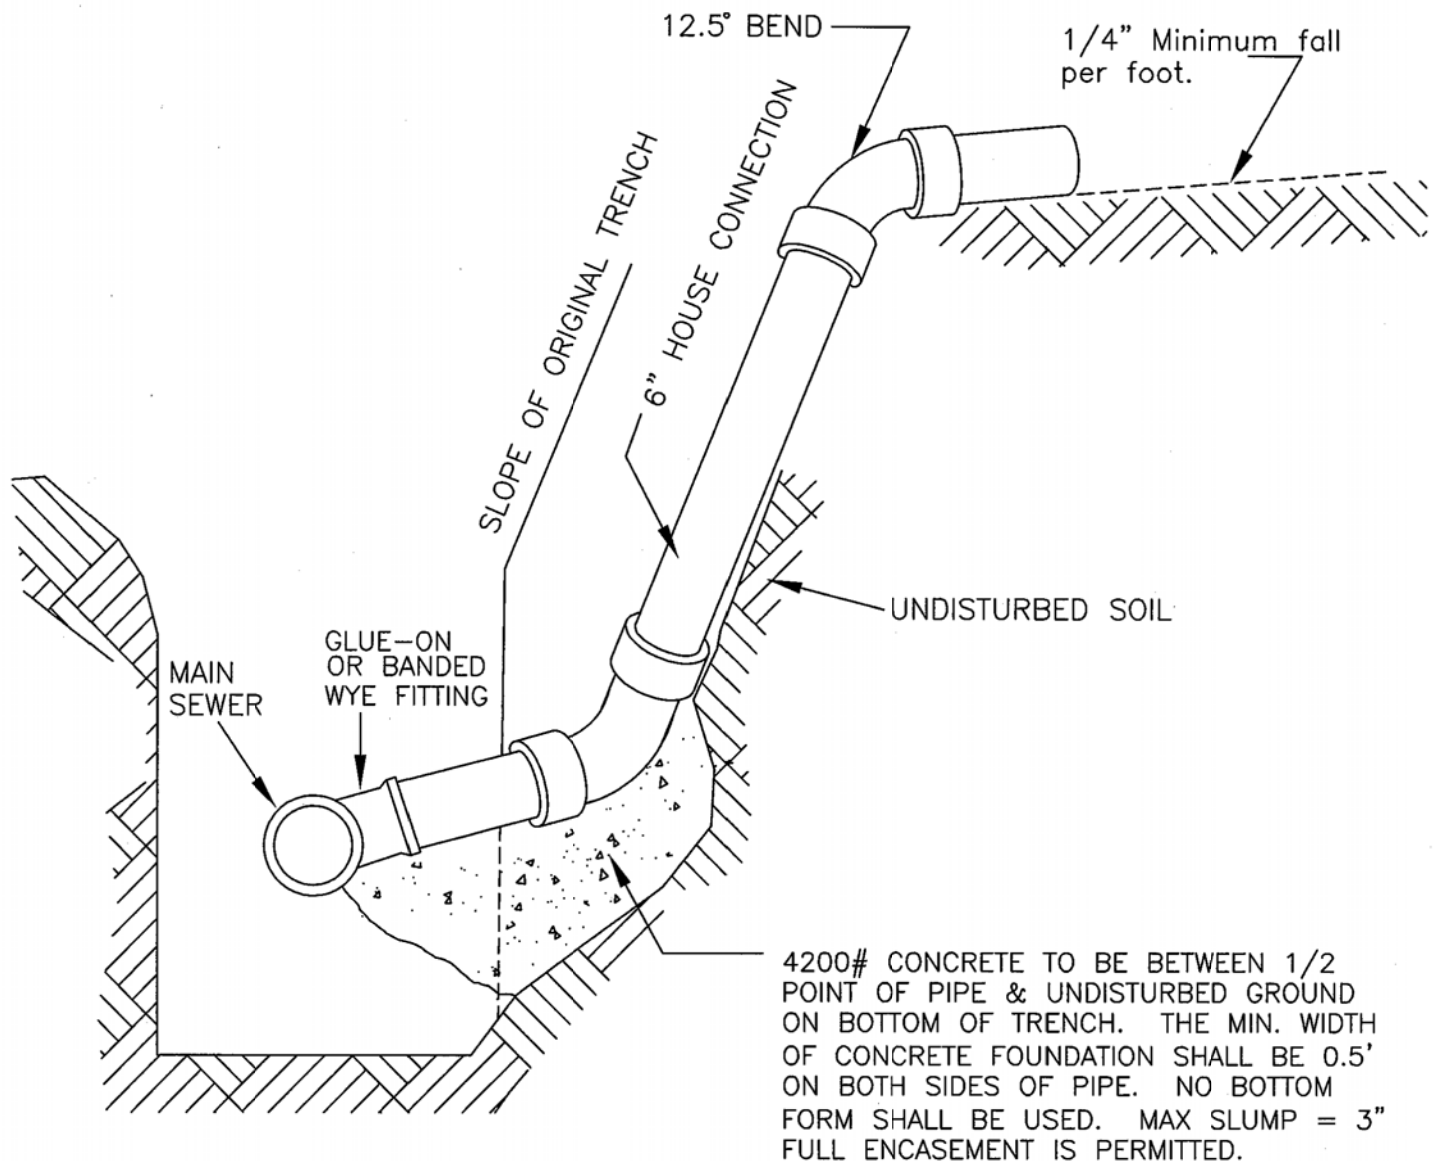 12.5° BEND
1/4” Minimum fall
per foot.
SLOPE OF ORIGINAL TRENCH
6” HOUSE CONNECTION
UNDISTURBED SOIL
GLUE-ON
OR BANDED
WYE FITTING
MAIN
SEWER
4200# CONCRETE TO BE BETWEEN 1/2
POINT OF PIPE & UNDISTURBED GROUND
ON BOTTOM OF TRENCH. THE MIN. WIDTH
OF CONCRETE FOUNDATION SHALL BE 0.5'
ON BOTH SIDES OF PIPE. NO BOTTOM
FORM SHALL BE USED. MAX SLUMP = 3”
FULL ENCASEMENT IS PERMITTED.